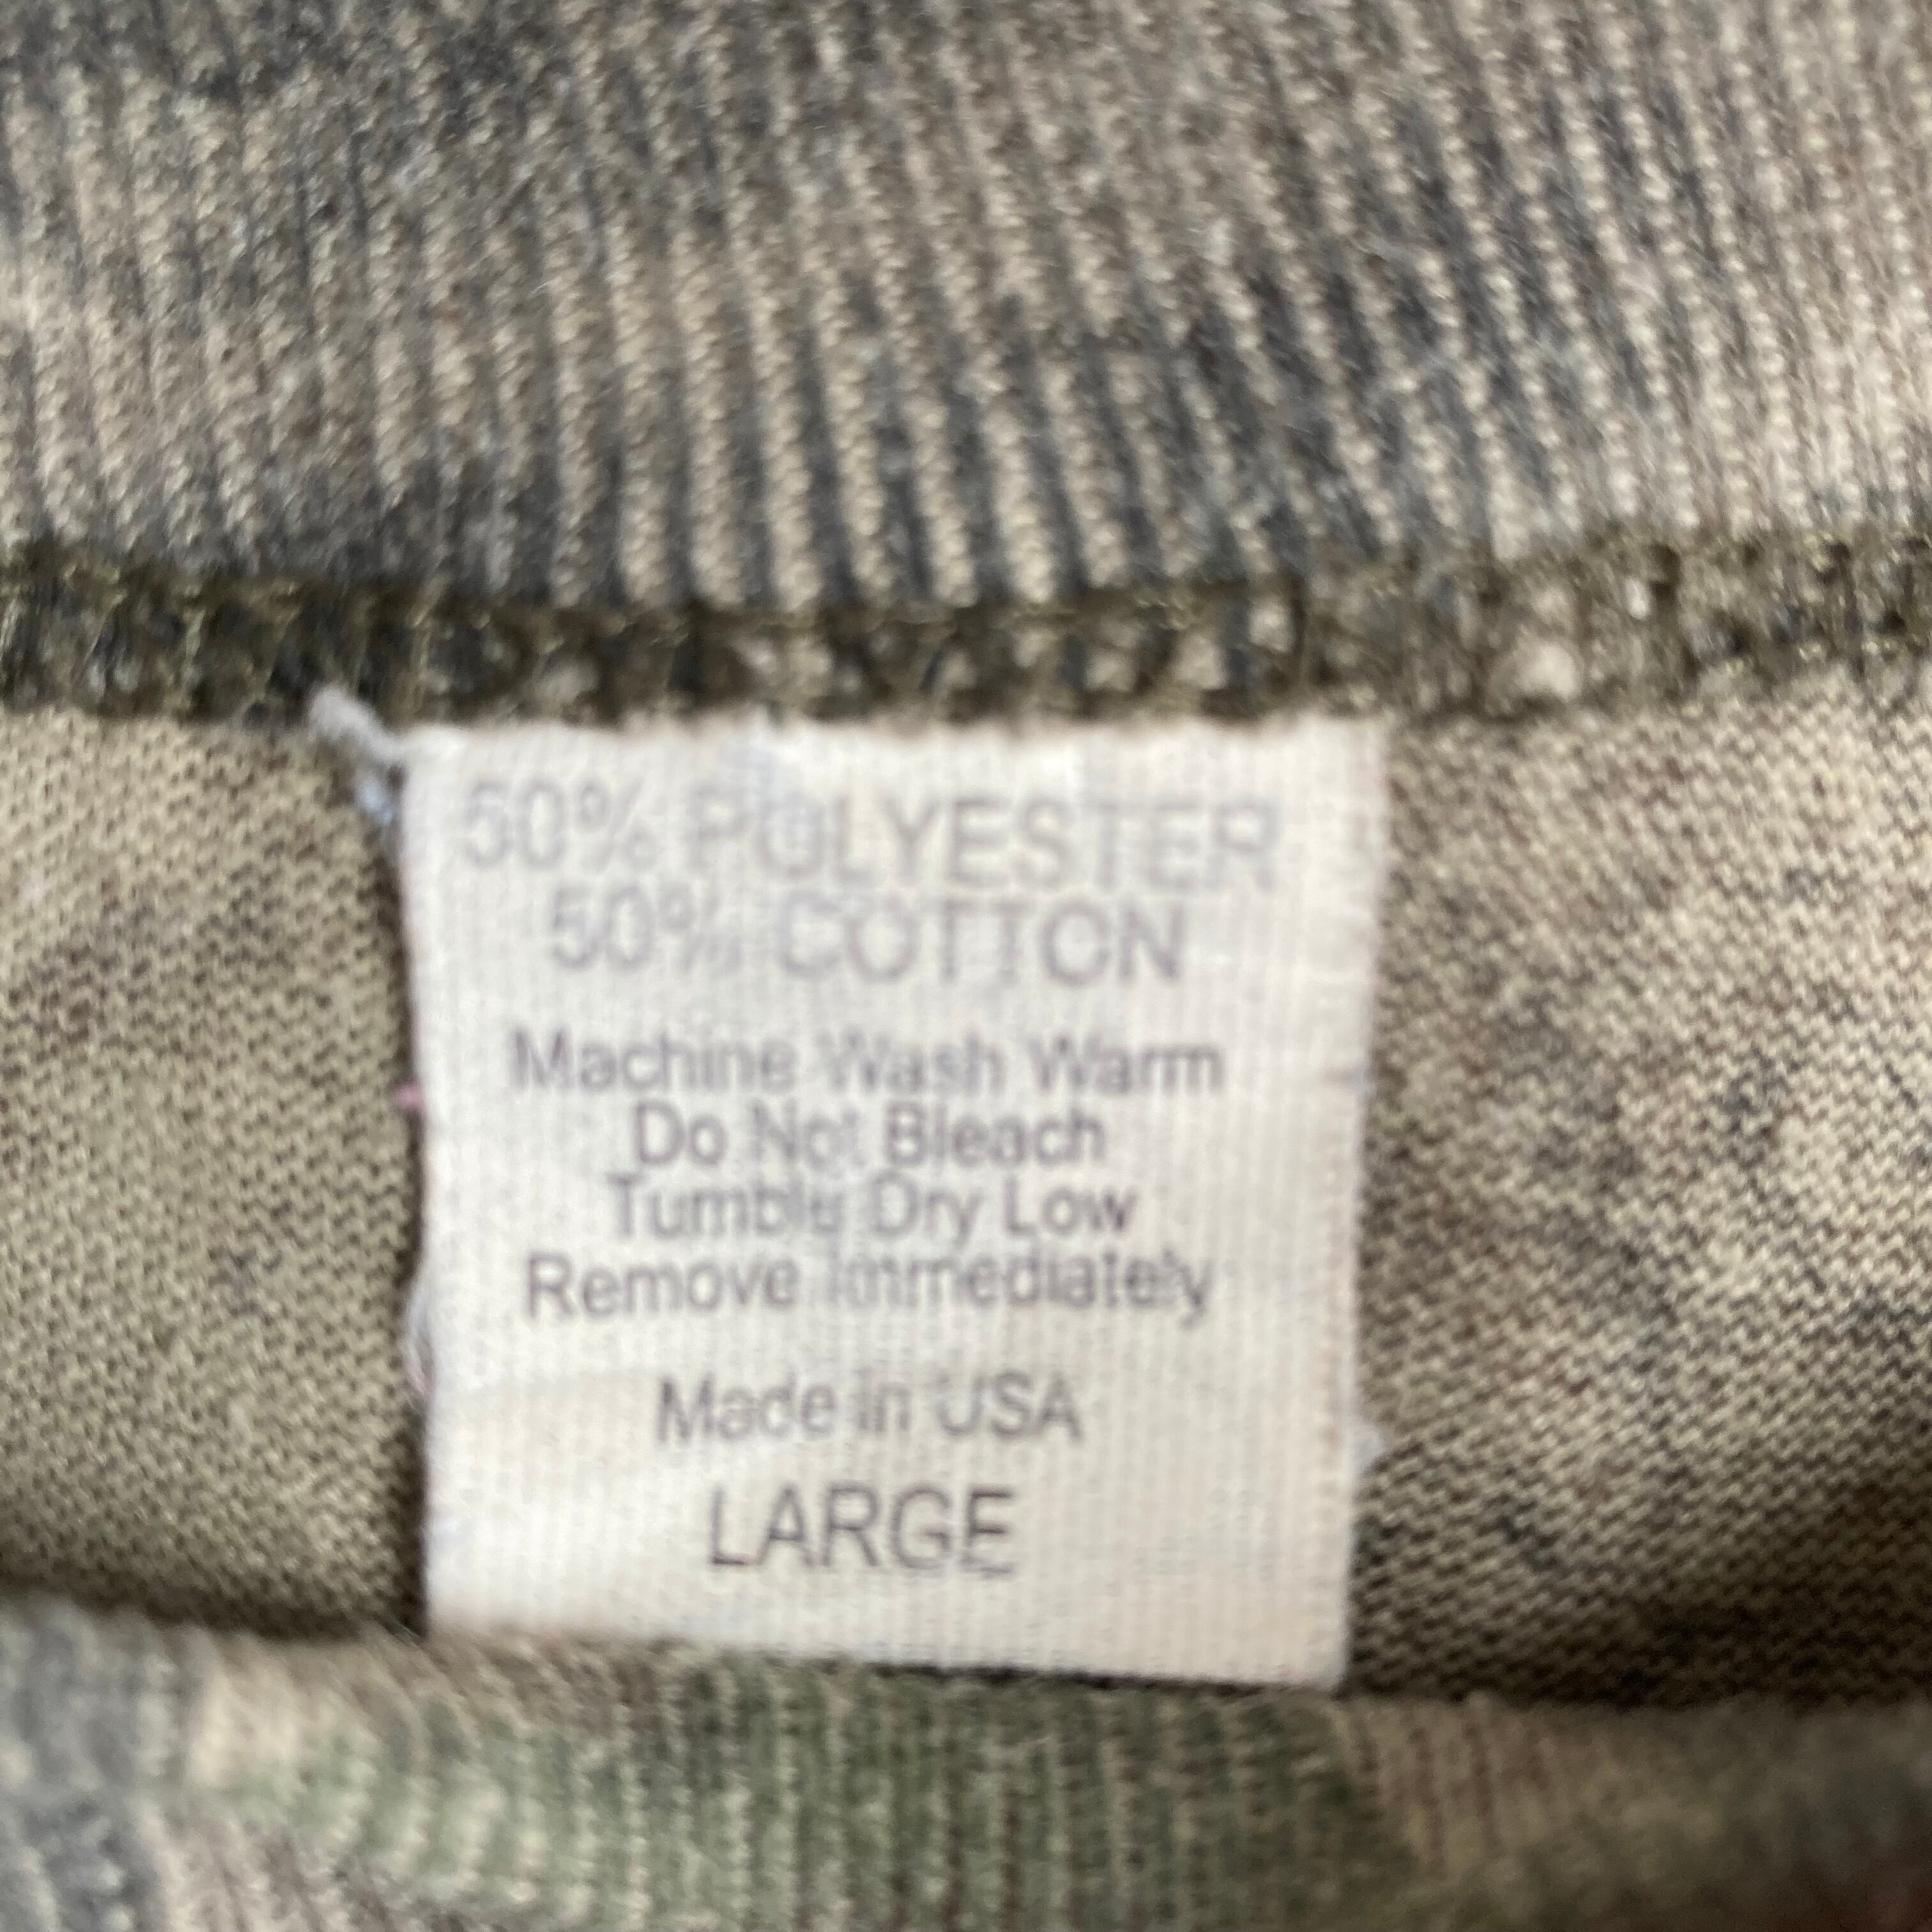 50% POLYESTER
50% COTTON
Machine Wash Warm
Do Not Bleach
Tumble Dry Low
Remove Immediately
Made in USA
LARGE